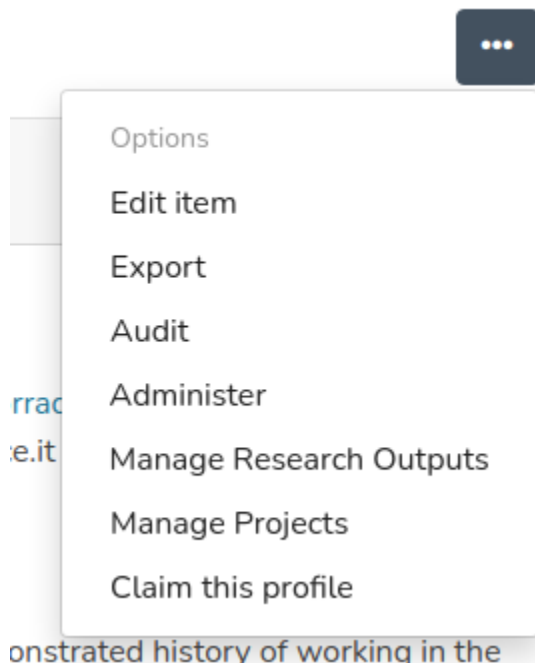 •••
Options
Edit item
Export
Audit
Administer
Manage Research Outputs
Manage Projects
Claim this profile
e.it
onstrated history of working in the